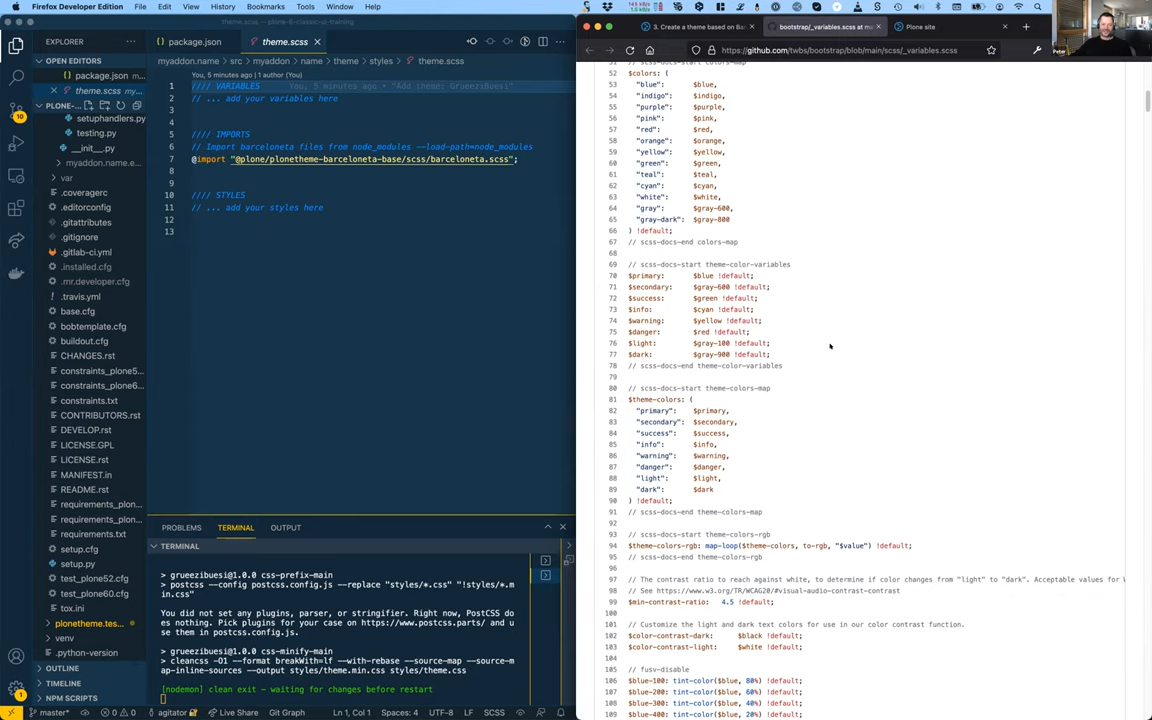 Firefox Developer Edition File Edit View History Bookmarks Tools Window Help
theme.scss — plone-6-classic-ui-training
EXPLORER
OPEN EDITORS
package.json m...
theme.scss my...
PLONE-...
setuphandlers.py
testing.py
__init__.py
myaddon.name.e...
var
.coveragerc
.editorconfig
.gitattributes
.gitignore
.gitlab-ci.yml
.installed.cfg
.mr.developer.cfg
.travis.yml
base.cfg
bobtemplate.cfg
buildout.cfg
CHANGES.rst
constraints_plone5...
constraints_plone6...
constraints.txt
CONTRIBUTORS.rst
DEVELOP.rst
LICENSE.GPL
LICENSE.rst
MANIFEST.in
README.rst
requirements_plon...
requirements_plon...
requirements.txt
setup.cfg
setup.py
test_plone52.cfg
test_plone60.cfg
tox.ini
plonetheme.tes...
venv
.python-version
OUTLINE
TIMELINE
NPM SCRIPTS
package.json theme.scss
myaddon.name > src > myaddon > name > theme > styles > theme.scss
You, 5 minutes ago | 1 author (You)
1 //// VARIABLES You, 5 minutes ago • "Add theme: GrueeziBuesi"
2 // ... add your variables here
3
4
5 //// IMPORTS
6 // Import barceloneta files from node_modules --load-path=node_modules
7 @import "@plone/plonetheme-barceloneta-base/scss/barceloneta.scss";
8
9
10 //// STYLES
11 // ... add your styles here
12
13
PROBLEMS TERMINAL OUTPUT
TERMINAL
> grueezibuesi@1.0.0 css-prefix-main
> postcss --config postcss.config.js --replace "styles/*.css" "!styles/*.m
in.css"
You did not set any plugins, parser, or stringifier. Right now, PostCSS do
es nothing. Pick plugins for your case on https://www.postcss.parts/ and u
se them in postcss.config.js.
> grueezibuesi@1.0.0 css-minify-main
> cleancss -O1 --format breakWith=lf --with-rebase --source-map --source-m
ap-inline-sources --output styles/theme.min.css styles/theme.css
[nodemon] clean exit - waiting for changes before restart
master* 0 0 agitator Live Share Git Graph Ln 1, Col 1 Spaces: 4 UTF-8 LF SCSS
3. Create a theme based on Ba bootstrap/_variables.scss at ma Plone site
https://github.com/twbs/bootstrap/blob/main/scss/_variables.scss
Peter
51 // scss-docs-start colors-map
52 $colors: (
53 "blue": $blue,
54 "indigo": $indigo,
55 "purple": $purple,
56 "pink": $pink,
57 "red": $red,
58 "orange": $orange,
59 "yellow": $yellow,
60 "green": $green,
61 "teal": $teal,
62 "cyan": $cyan,
63 "white": $white,
64 "gray": $gray-600,
65 "gray-dark": $gray-800
66 ) !default;
67 // scss-docs-end colors-map
68
69 // scss-docs-start theme-color-variables
70 $primary: $blue !default;
71 $secondary: $gray-600 !default;
72 $success: $green !default;
73 $info: $cyan !default;
74 $warning: $yellow !default;
75 $danger: $red !default;
76 $light: $gray-100 !default;
77 $dark: $gray-900 !default;
78 // scss-docs-end theme-color-variables
79
80 // scss-docs-start theme-colors-map
81 $theme-colors: (
82 "primary": $primary,
83 "secondary": $secondary,
84 "success": $success,
85 "info": $info,
86 "warning": $warning,
87 "danger": $danger,
88 "light": $light,
89 "dark": $dark
90 ) !default;
91 // scss-docs-end theme-colors-map
92
93 // scss-docs-start theme-colors-rgb
94 $theme-colors-rgb: map-loop($theme-colors, to-rgb, "$value") !default;
95 // scss-docs-end theme-colors-rgb
96
97 // The contrast ratio to reach against white, to determine if color changes from "light" to "dark". Acceptable values for W
98 // See https://www.w3.org/TR/WCAG20/#visual-audio-contrast-contrast
99 $min-contrast-ratio: 4.5 !default;
100
101 // Customize the light and dark text colors for use in our color contrast function.
102 $color-contrast-dark: $black !default;
103 $color-contrast-light: $white !default;
104
105 // fusv-disable
106 $blue-100: tint-color($blue, 80%) !default;
107 $blue-200: tint-color($blue, 60%) !default;
108 $blue-300: tint-color($blue, 40%) !default;
109 $blue-400: tint-color($blue, 20%) !default;